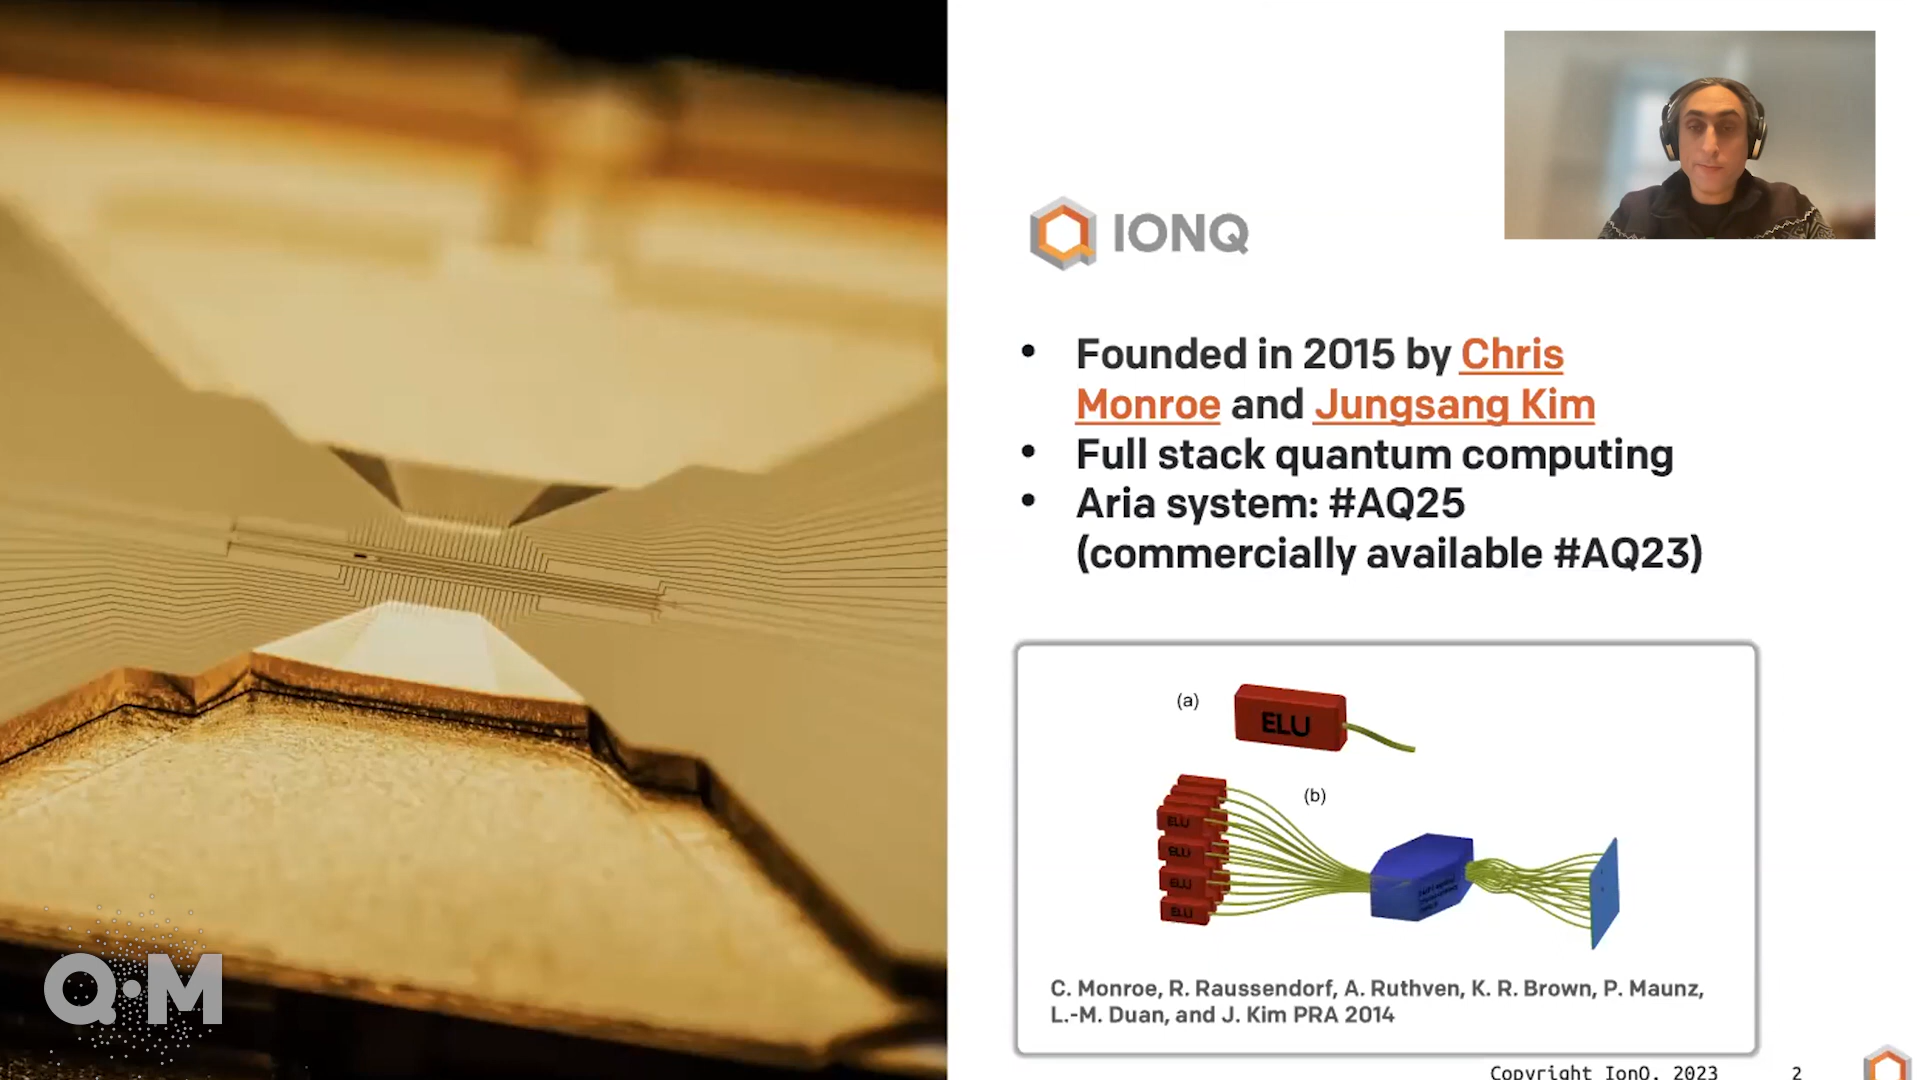 IONQ
• Founded in 2015 by Chris
Monroe and Jungsang Kim
• Full stack quantum computing
• Aria system: #AQ25
(commercially available #AQ23)
(a)
ELU
(b)
ELU
ELU
ELU
ELU
C. Monroe, R. Raussendorf, A. Ruthven, K. R. Brown, P. Maunz,
L.-M. Duan, and J. Kim PRA 2014
Q·M
Copyright IonQ, 2023 2